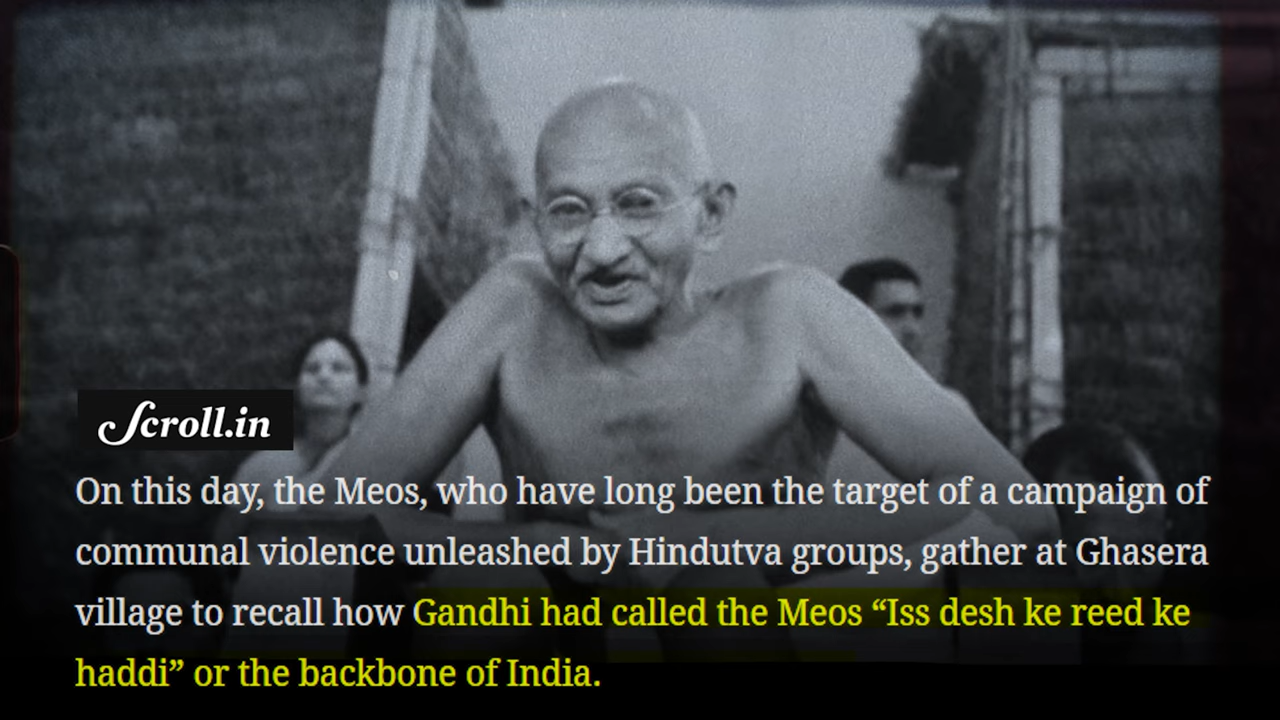 Scroll.in
On this day, the Meos, who have long been the target of a campaign of
communal violence unleashed by Hindutva groups, gather at Ghasera
village to recall how Gandhi had called the Meos “Iss desh ke reed ke
haddi” or the backbone of India.